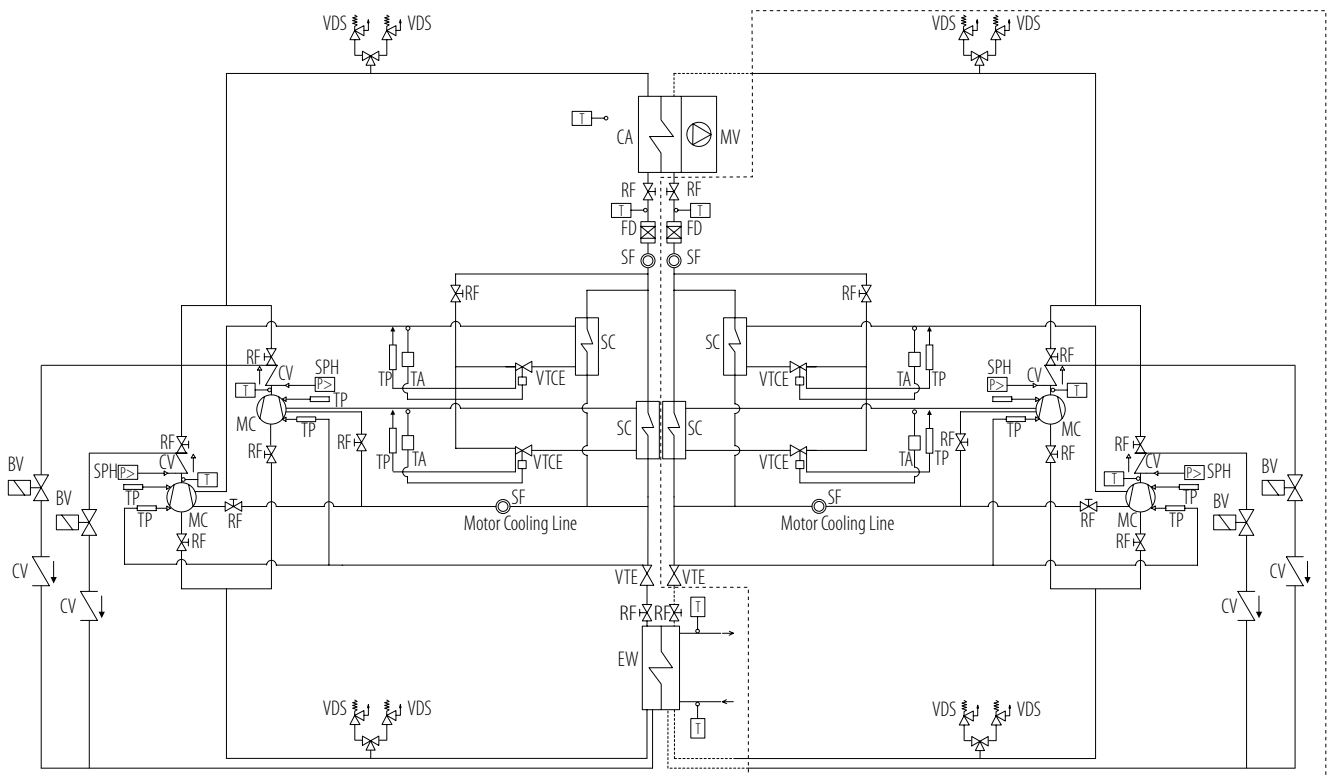 VDS VDS VDS VDS
T CA MV
RF RF
T T
FD FD
SF SF
RF RF
SC SC
RF SPH CV TP TA VTCE VTCE TA TP SPH CV RF
T P> P> T
TP TP
MC TP RF SC SC RF TP MC
RF CV RF TP TA VTCE VTCE TA TP RF RF CV
BV SPH P> T T P> SPH BV
BV TP SF SF TP BV
TP MC RF Motor Cooling Line Motor Cooling Line RF MC TP
RF RF
CV VTE VTE CV
CV RF RF T CV
EW
VDS VDS T VDS VDS